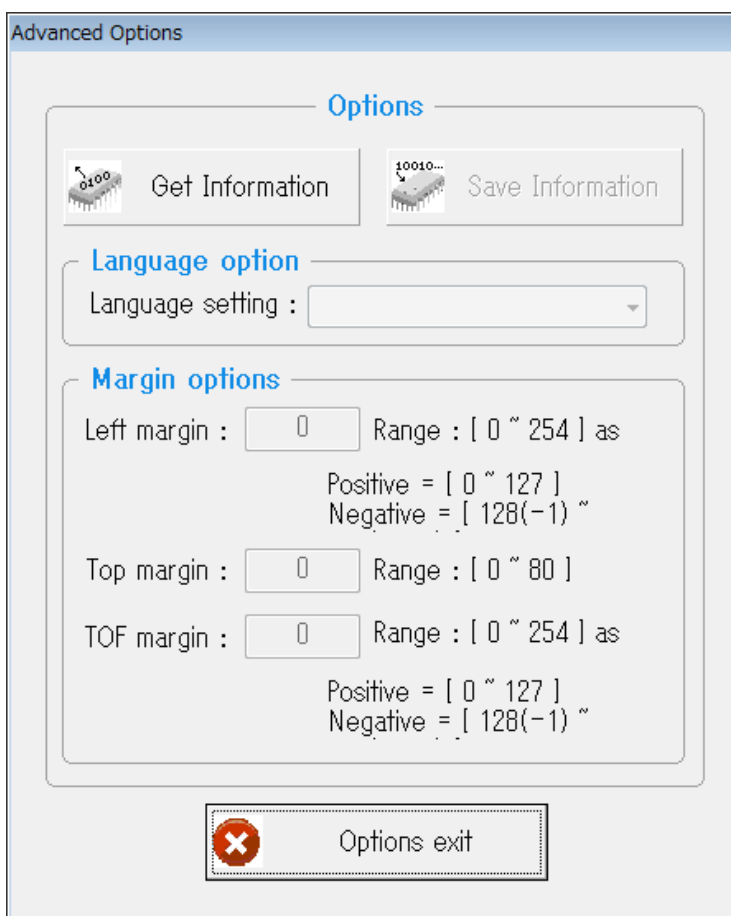 Advanced Options
Options
0100 Get Information 10010... Save Information
Language option
Language setting :
Margin options
Left margin : 0 Range : [ 0 ~ 254 ] as
Positive = [ 0 ~ 127 ]
Negative = [ 128(-1) ~
Top margin : 0 Range : [ 0 ~ 80 ]
TOF margin : 0 Range : [ 0 ~ 254 ] as
Positive = [ 0 ~ 127 ]
Negative = [ 128(-1) ~
Options exit